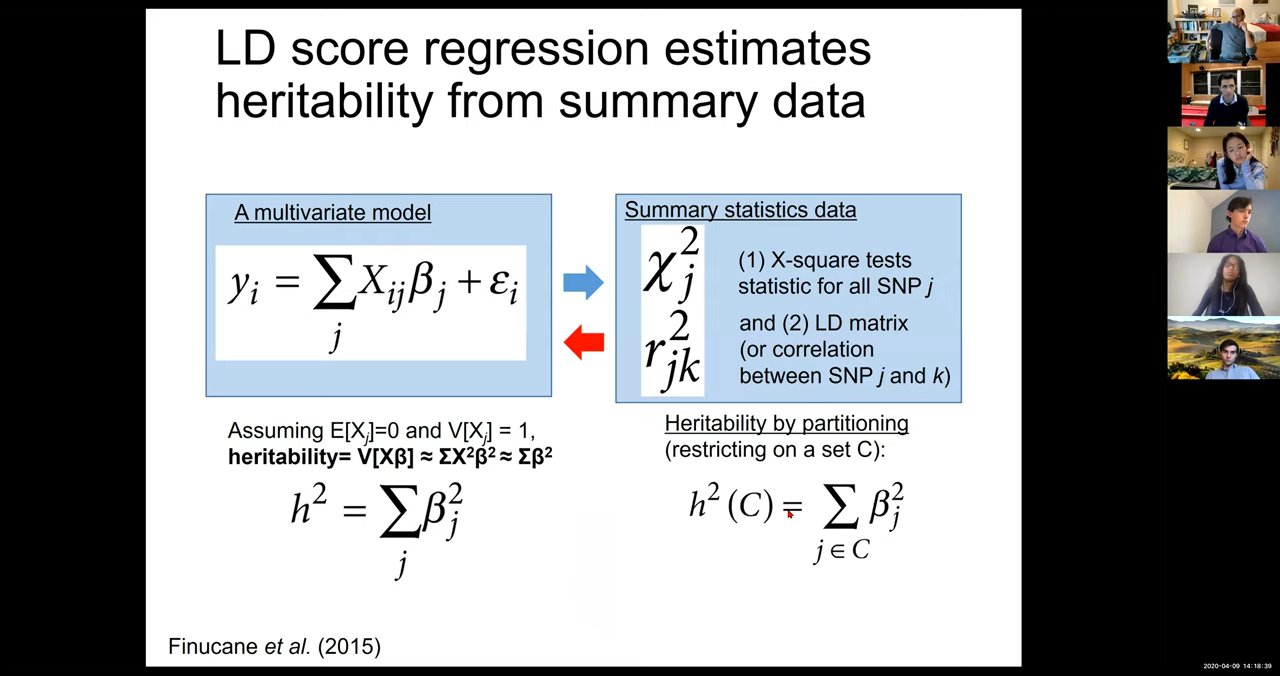 LD score regression estimates
heritability from summary data
A multivariate model
y_i = ∑_j X_ij β_j + ε_i
Summary statistics data
χ²_j
r²_jk
(1) X-square tests
statistic for all SNP j
and (2) LD matrix
(or correlation
between SNP j and k)
Assuming E[X_j]=0 and V[X_j] = 1,
heritability= V[Xβ] ≈ ΣX²β² ≈ Σβ²
h² = ∑_j β²_j
Heritability by partitioning
(restricting on a set C):
h²(C) = ∑_{j∈C} β²_j
Finucane et al. (2015)
2020-04-09 14:18:39